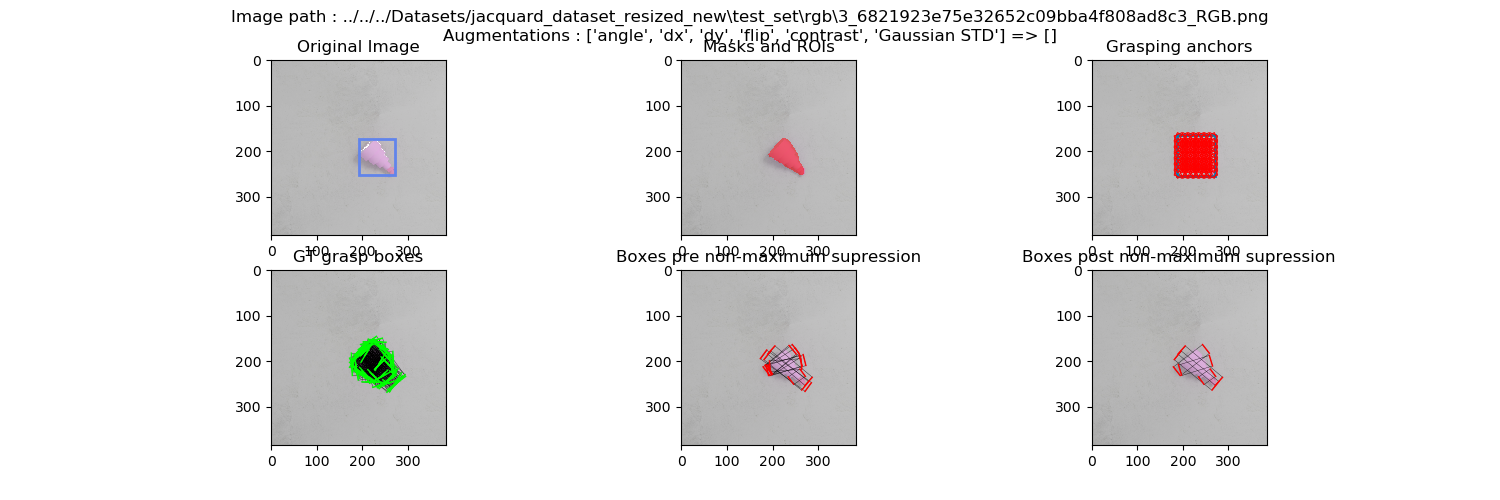 Image path : ../../../Datasets/jacquard_dataset_resized_new\test_set\rgb\3_6821923e75e32652c09bba4f808ad8c3_RGB.png
Augmentations : ['angle', 'dx', 'dy', 'flip', 'contrast', 'Gaussian STD'] => []
Original Image
Masks and ROIs
Grasping anchors
0
100
200
300
0 100 200 300
0
100
200
300
0 100 200 300
0
100
200
300
0 100 200 300
GT grasp boxes
Boxes pre non-maximum supression
Boxes post non-maximum supression
0
100
200
300
0 100 200 300
0
100
200
300
0 100 200 300
0
100
200
300
0 100 200 300